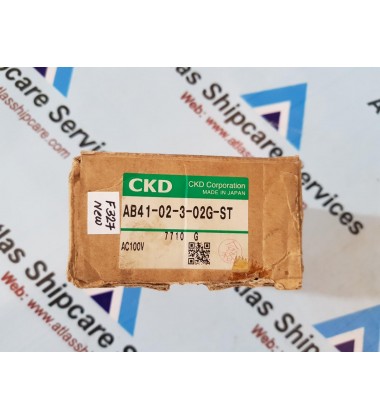 CKD
CKD Corporation
MADE IN JAPAN
AB41-02-3-02G-ST
7710 G
AC100V
F327
New
Atlas Shipcare Services
Web: www.atlasshipcare